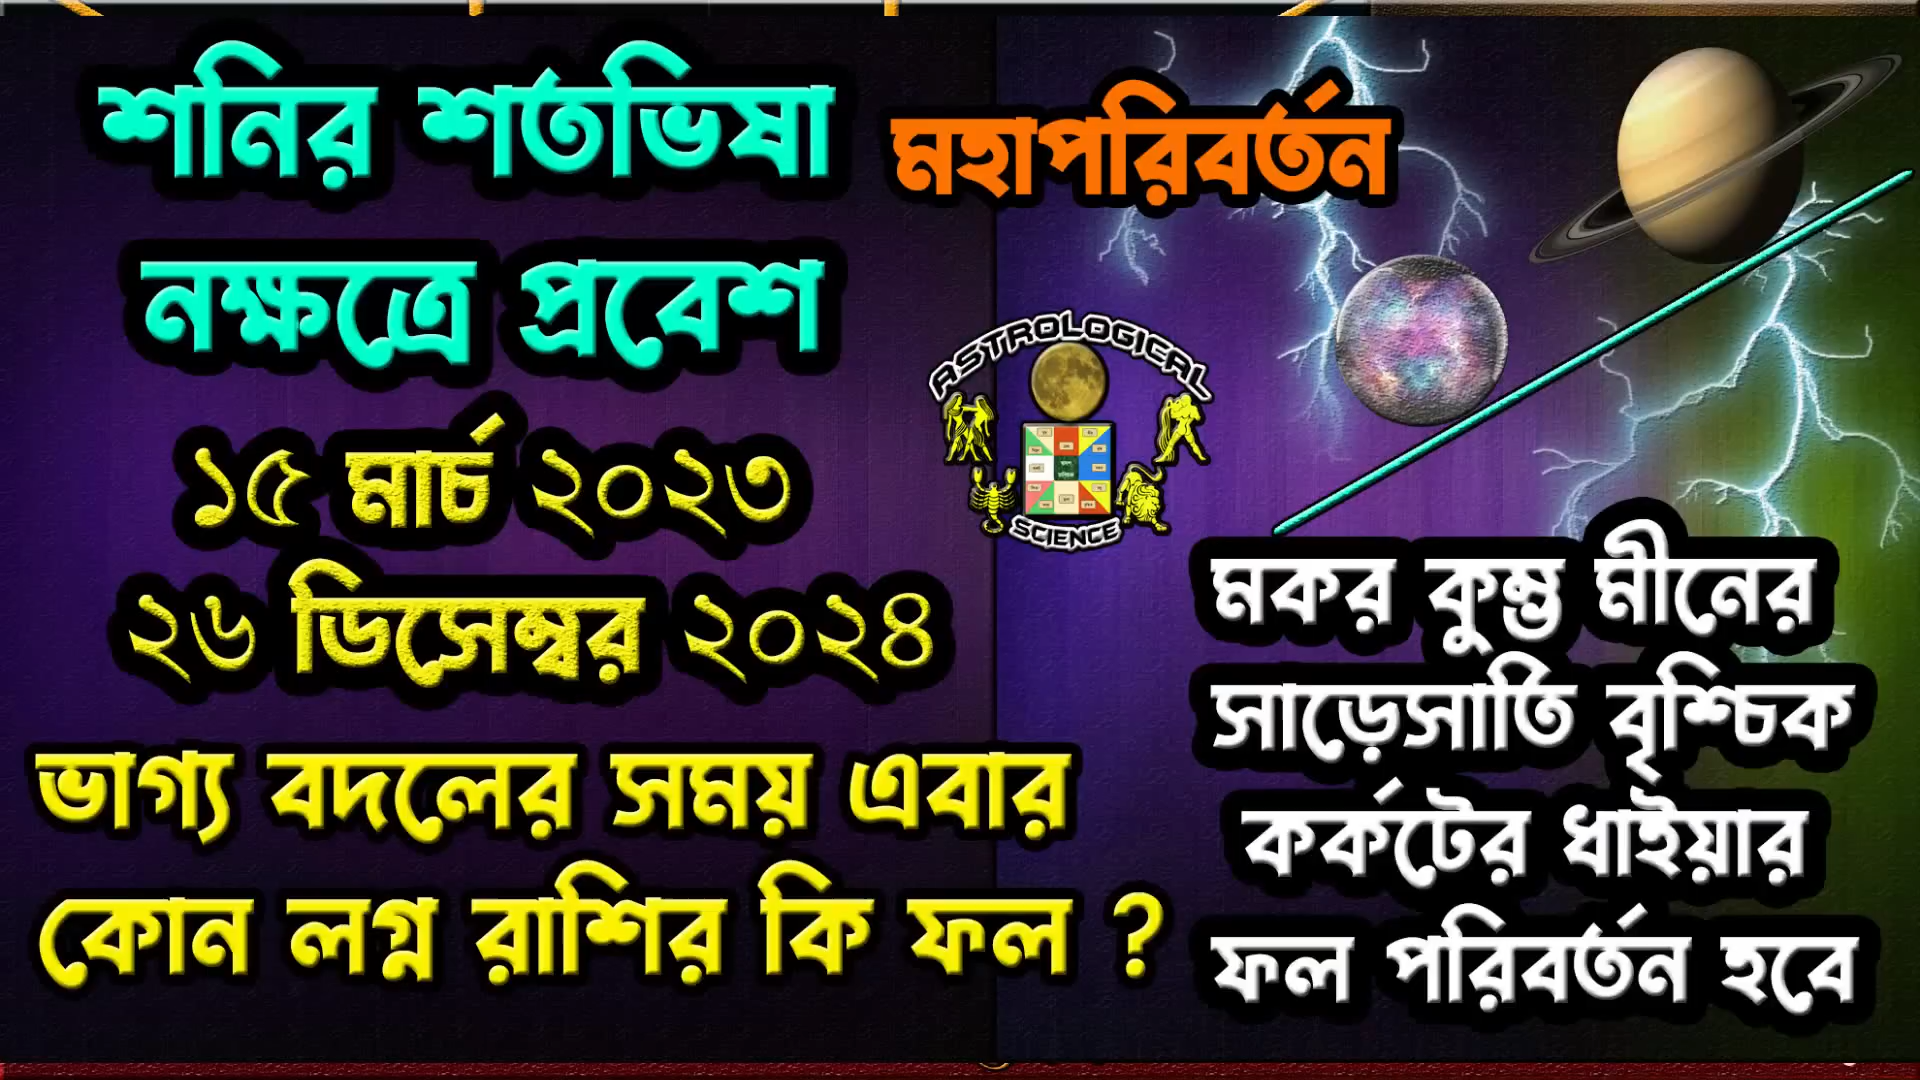 শনির শতভিষা
নক্ষত্রে প্রবেশ
মহাপরিবর্তন
১৫ মার্চ ২০২৩
২৬ ডিসেম্বর ২০২৪
ভাগ্য বদলের সময় এবার
কোন লগ্ন রাশির কি ফল ?
ASTROLOGICAL
SCIENCE
মকর কুম্ভ মীনের
সাড়েসাতি বৃশ্চিক
কর্কটের ধাইয়ার
ফল পরিবর্তন হবে